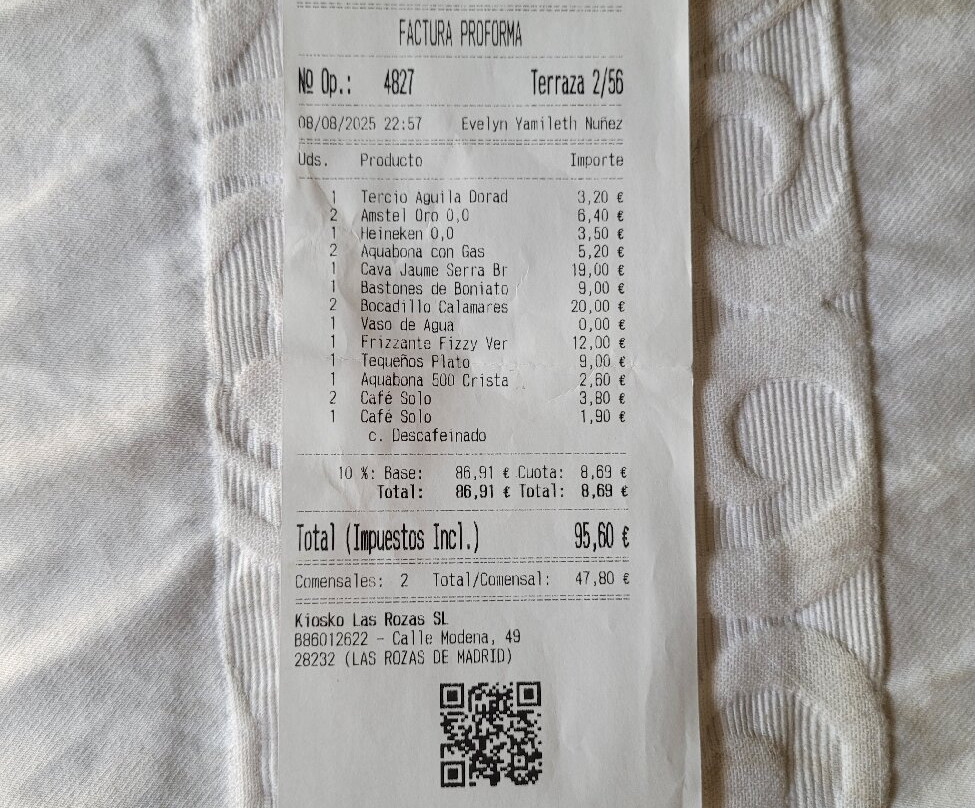 FACTURA PROFORMA
Nº Op.: 4827 Terraza 2/56
08/08/2025 22:57 Evelyn Yamileth Nuñez
Uds. Producto Importe
1 Tercio Aguila Dorad 3,20 €
2 Amstel Oro 0,0 6,40 €
1 Heineken 0,0 3,50 €
2 Aquabona con Gas 5,20 €
1 Cava Jaume Serra Br 19,00 €
1 Bastones de Boniato 9,00 €
2 Bocadillo Calamares 20,00 €
1 Vaso de Agua 0,00 €
1 Frizzante Fizzy Ver 12,00 €
1 Tequeños Plato 9,00 €
1 Aquabona 500 Crista 2,60 €
2 Café Solo 3,80 €
1 Café Solo 1,90 €
c. Descafeinado
10 %: Base: 86,91 € Cuota: 8,69 €
Total: 86,91 € Total: 8,69 €
Total (Impuestos Incl.) 95,60 €
Comensales: 2 Total/Comensal: 47,80 €
Kiosko Las Rozas SL
B86012622 - Calle Modena, 49
28232 (LAS ROZAS DE MADRID)